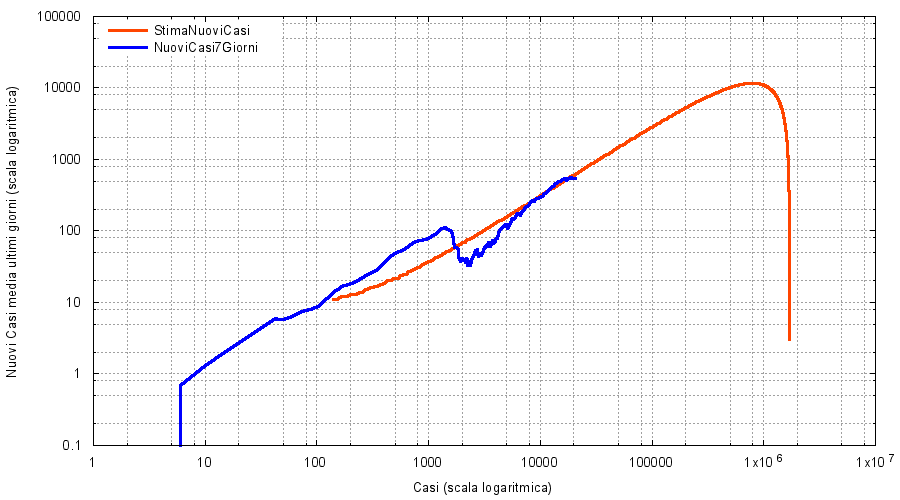 100000
StimaNuoviCasi
NuoviCasi7Giorni
10000
1000
100
10
1
0.1
Nuovi Casi media ultimi giorni (scala logaritmica)
1 10 100 1000 10000 100000 1x10^6 1x10^7
Casi (scala logaritmica)